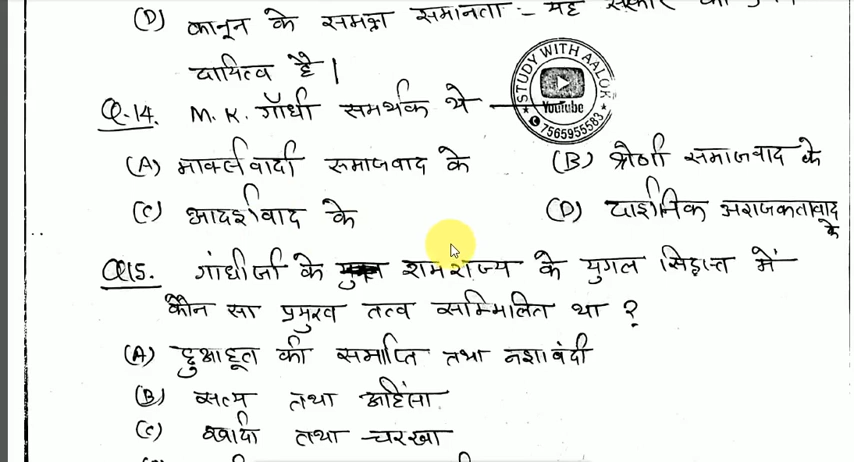 (D) कानून के समक्ष समानता :- यह
दायित्व है |
STUDY WITH AALOK
YouTube
7565955583
Q.14. M. K. गाँधी समर्थक थे
(A) मार्क्सवादी समाजवाद के (B) श्रेणी समाजवाद के
(C) आदर्शवाद के (D) दार्शनिक अराजकतावाद के
Q15. गांधीजी के रामराज्य के युगल सिद्धान्त में
कौन सा प्रमुख तत्व सम्मिलित था ?
(A) छुआछूत की समाप्ति तथा नशाबंदी
(B) सत्य तथा अहिंसा
(C) खादी तथा चरखा